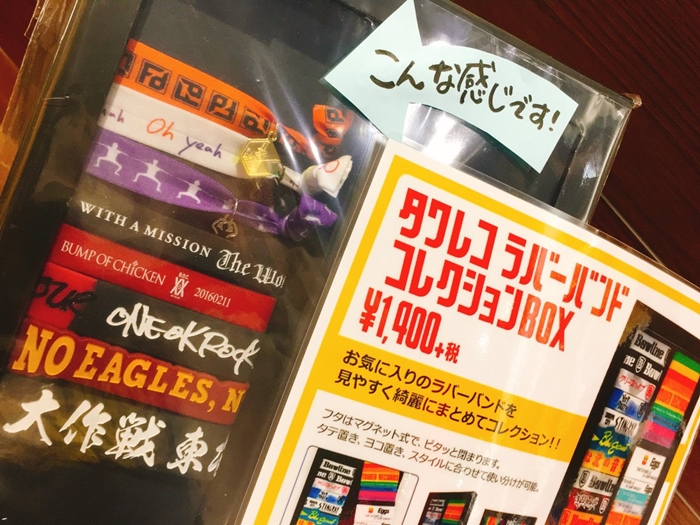 こんな感じです!
Oh yeah
WITH A MISSION The Wo
BUMP OF CHICKEN 20160211
ONE OK ROCK
NO EAGLES, N
大作戦 東
タワレコ ラバーバンド
コレクションBOX
¥1,400+税
お気に入りのラバーバンドを
見やすく綺麗にまとめてコレクション!!
フタはマグネット式で、ピタッと閉まります。
タテ置き、ヨコ置き、スタイルに合わせて使い分けが可能。
Bowline
Bowline